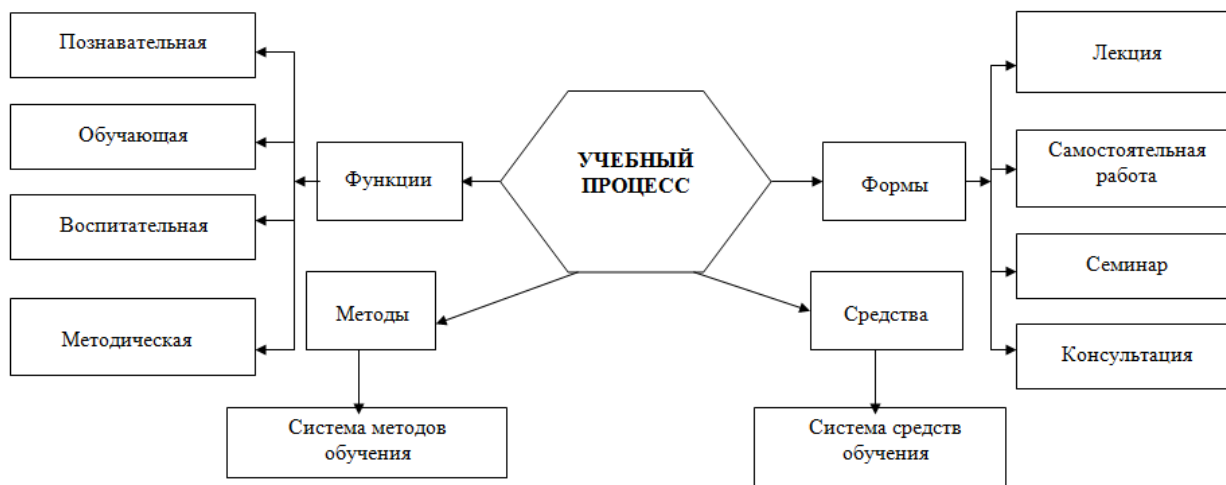 Познавательная
Обучающая
Воспитательная
Методическая
Функции
УЧЕБНЫЙ
ПРОЦЕСС
Формы
Лекция
Самостоятельная
работа
Семинар
Консультация
Методы
Средства
Система методов
обучения
Система средств
обучения